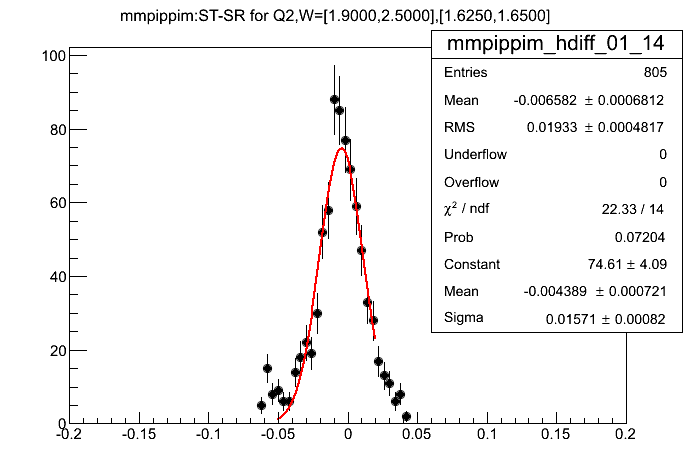 mmpippim:ST-SR for Q2,W=[1.9000,2.5000],[1.6250,1.6500]
mmpippim_hdiff_01_14
Entries 805
Mean -0.006582 ± 0.0006812
RMS 0.01933 ± 0.0004817
Underflow 0
Overflow 0
χ² / ndf 22.33 / 14
Prob 0.07204
Constant 74.61 ± 4.09
Mean -0.004389 ± 0.000721
Sigma 0.01571 ± 0.00082
100
80
60
40
20
0
-0.2 -0.15 -0.1 -0.05 0 0.05 0.1 0.15 0.2